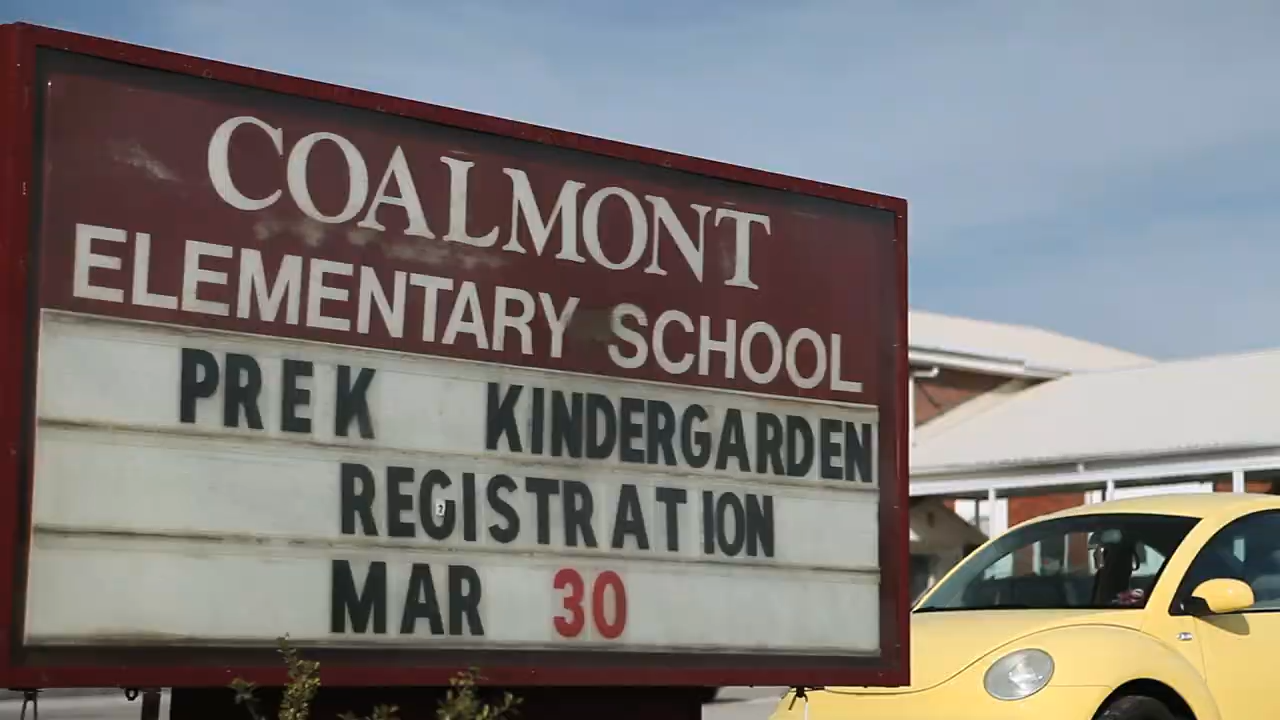 COALMONT
ELEMENTARY SCHOOL
PREK KINDERGARDEN
REGISTRATION
MAR 30